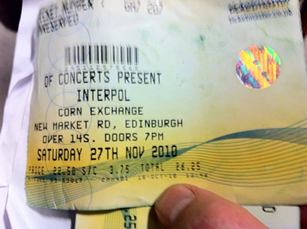 UNRESERVED
DF CONCERTS PRESENT
INTERPOL
CORN EXCHANGE
NEW MARKET RD, EDINBURGH
OVER 14S. DOORS 7PM
SATURDAY 27TH NOV 2010
PRICE 22.50 S/C 3.75 TOTAL 26.25